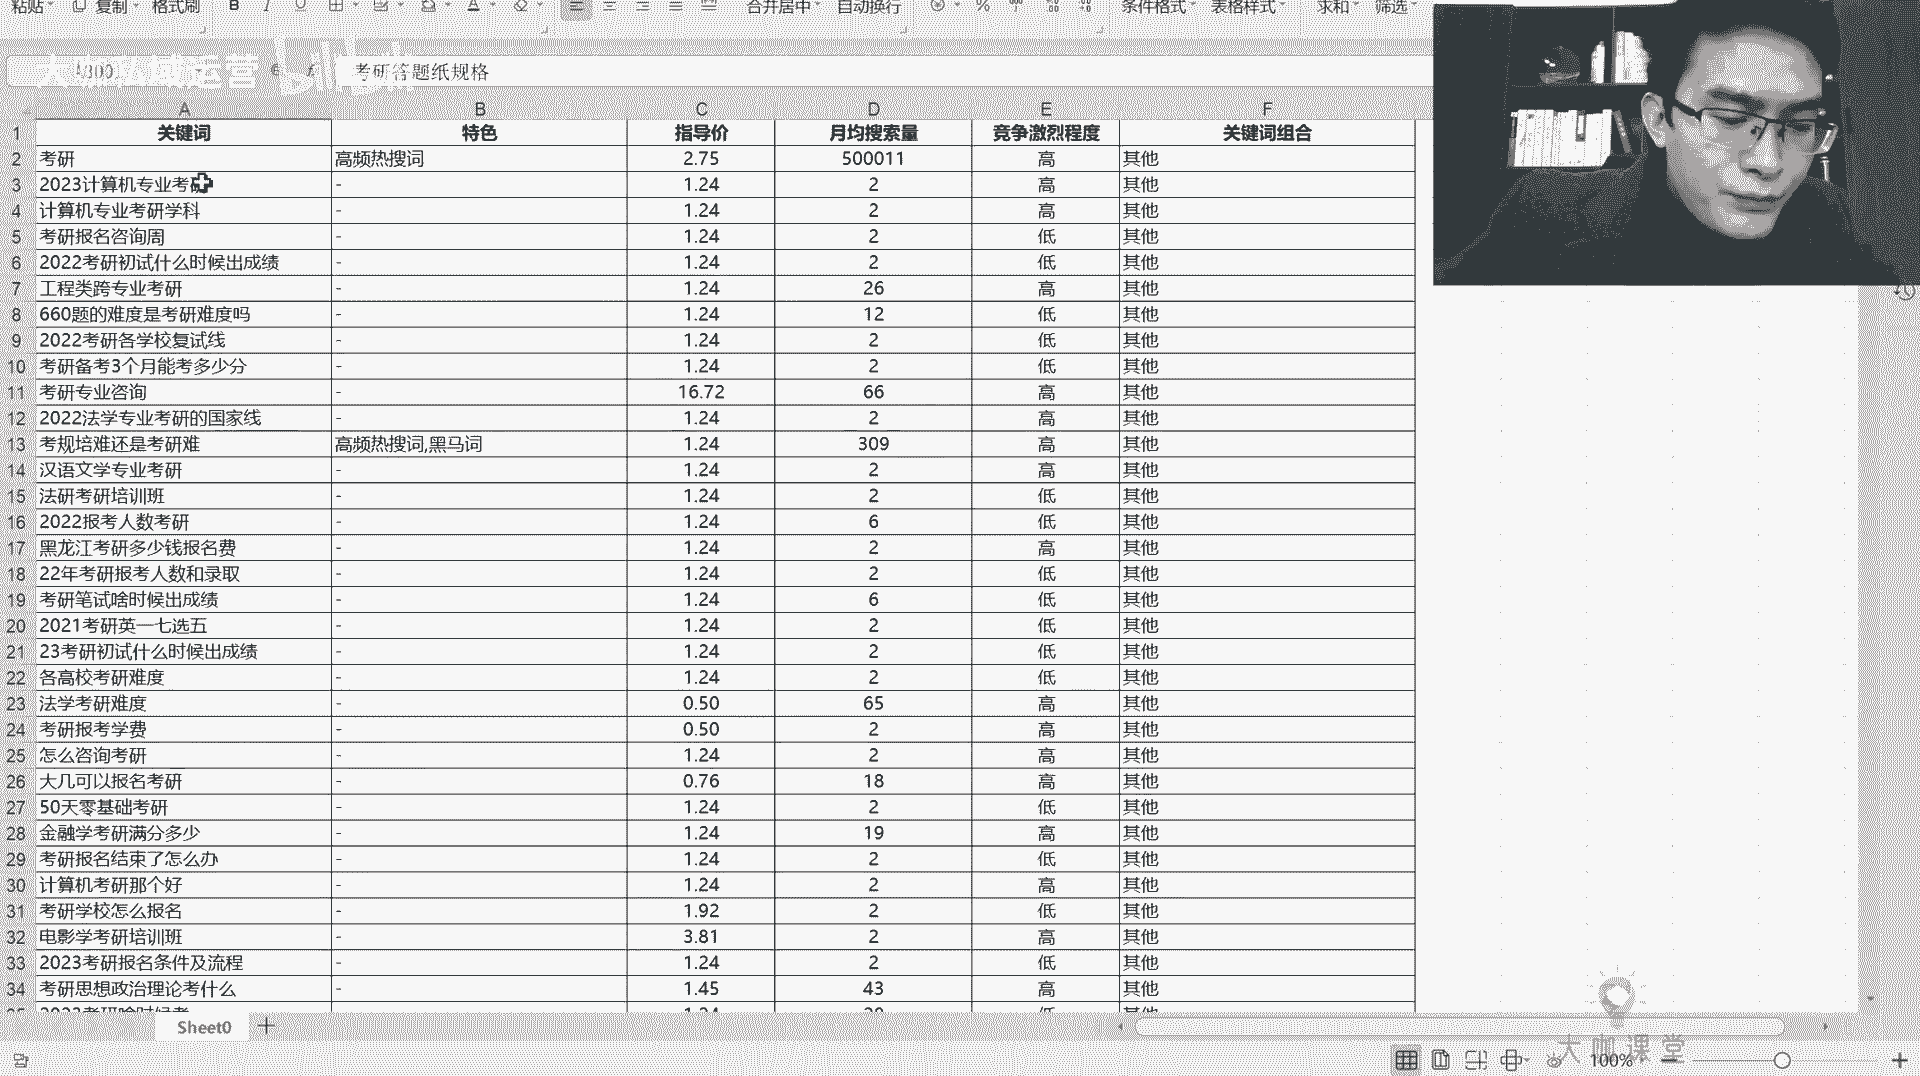 粘贴 复制 格式刷 B I U A 合并居中 自动换行 % 条件格式 表格样式 求和 筛选
大咖私域运营 bilibili 考研答题纸规格
A B C D E F
1 关键词 特色 指导价 月均搜索量 竞争激烈程度 关键词组合
2 考研 高频热搜词 2.75 500011 高 其他
3 2023计算机专业考研 - 1.24 2 高 其他
4 计算机专业考研学科 - 1.24 2 高 其他
5 考研报名咨询周 - 1.24 2 低 其他
6 2022考研初试什么时候出成绩 - 1.24 2 低 其他
7 工程类跨专业考研 - 1.24 26 高 其他
8 660题的难度是考研难度吗 - 1.24 12 低 其他
9 2022考研各学校复试线 - 1.24 2 低 其他
10 考研备考3个月能考多少分 - 1.24 2 低 其他
11 考研专业咨询 - 16.72 66 高 其他
12 2022法学专业考研的国家线 - 1.24 2 高 其他
13 考规培难还是考研难 高频热搜词,黑马词 1.24 309 高 其他
14 汉语文学专业考研 - 1.24 2 高 其他
15 法研考研培训班 - 1.24 2 低 其他
16 2022报考人数考研 - 1.24 6 低 其他
17 黑龙江考研多少钱报名费 - 1.24 2 高 其他
18 22年考研报考人数和录取 - 1.24 2 低 其他
19 考研笔试啥时候出成绩 - 1.24 6 低 其他
20 2021考研英一七选五 - 1.24 2 低 其他
21 23考研初试什么时候出成绩 - 1.24 2 低 其他
22 各高校考研难度 - 1.24 2 低 其他
23 法学考研难度 - 0.50 65 高 其他
24 考研报考学费 - 0.50 2 高 其他
25 怎么咨询考研 - 1.24 2 高 其他
26 大几可以报名考研 - 0.76 18 高 其他
27 50天零基础考研 - 1.24 2 低 其他
28 金融学考研满分多少 - 1.24 19 高 其他
29 考研报名结束了怎么办 - 1.24 2 低 其他
30 计算机考研那个好 - 1.24 2 高 其他
31 考研学校怎么报名 - 1.92 2 低 其他
32 电影学考研培训班 - 3.81 2 高 其他
33 2023考研报名条件及流程 - 1.24 2 低 其他
34 考研思想政治理论考什么 - 1.45 43 高 其他
Sheet0
大咖课堂
100%